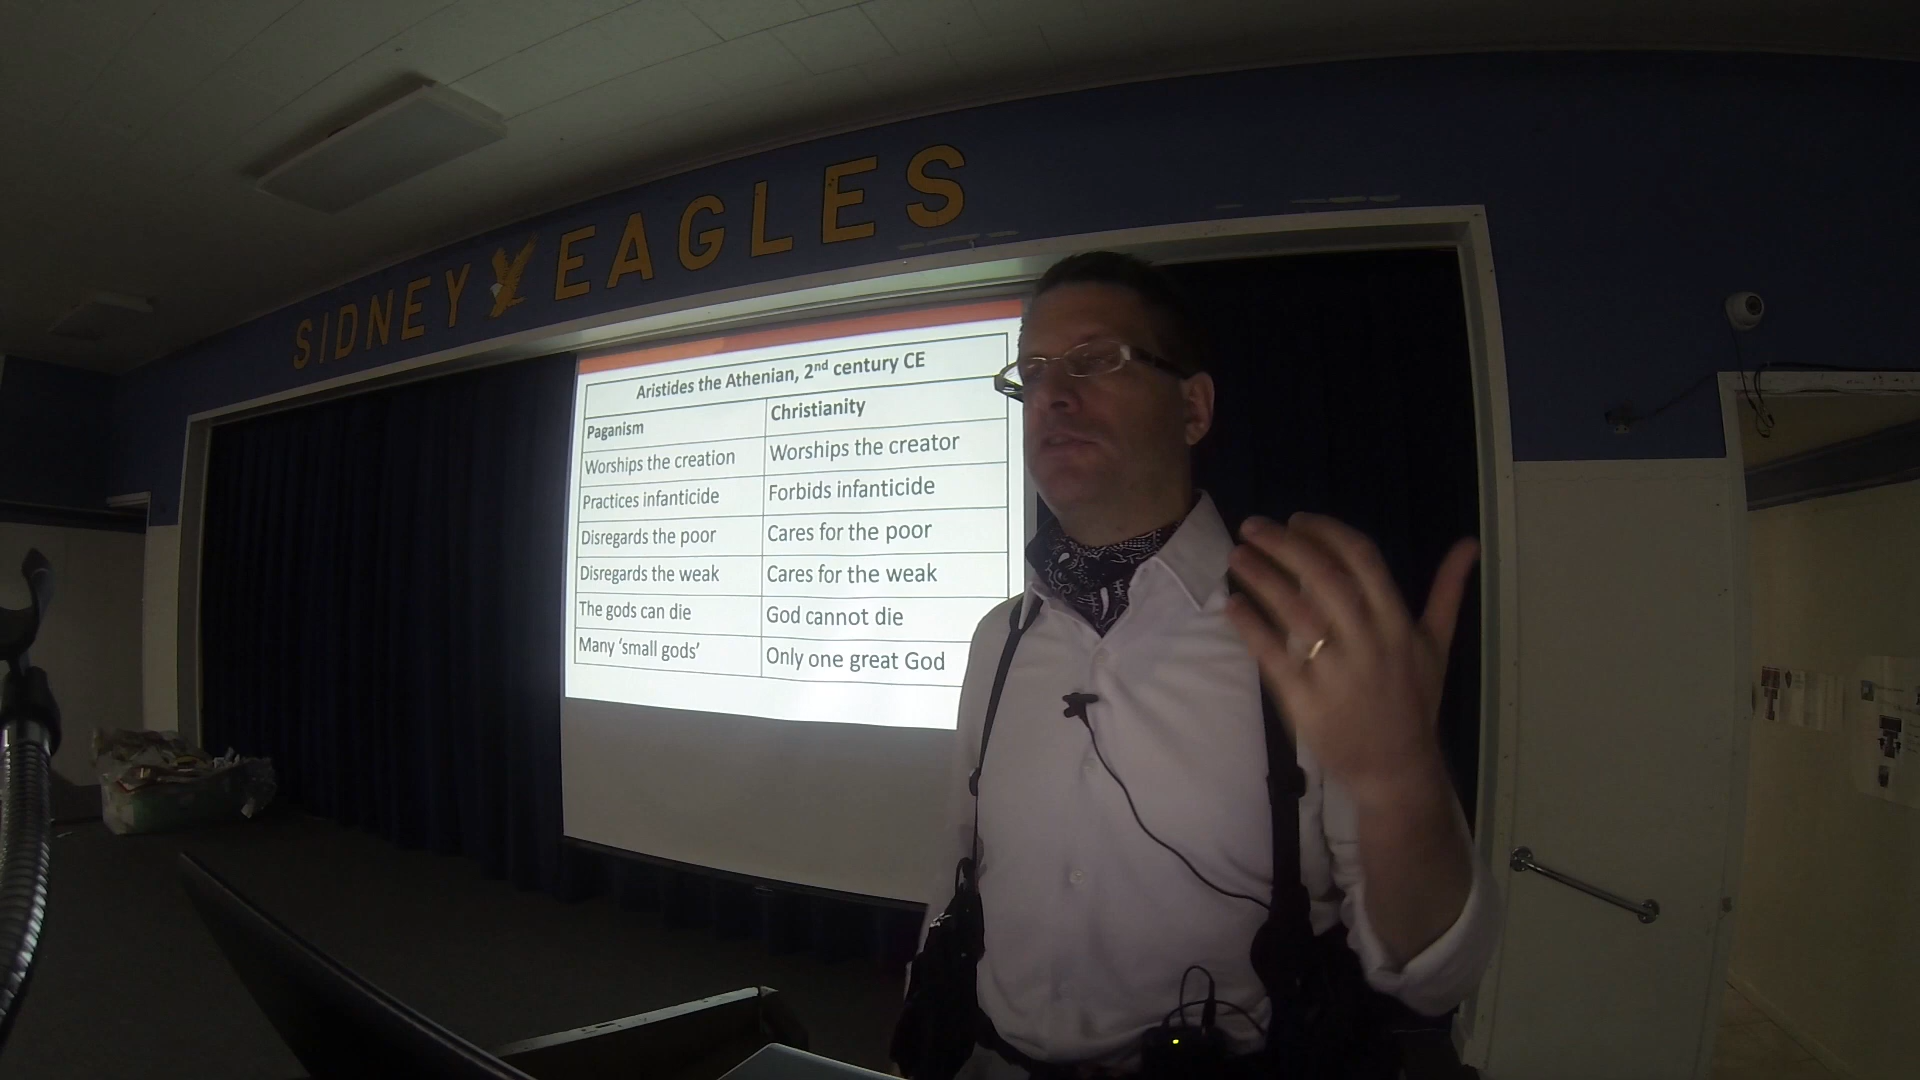 SIDNEY EAGLES
Aristides the Athenian, 2nd century CE
Paganism Christianity
Worships the creation Worships the creator
Practices infanticide Forbids infanticide
Disregards the poor Cares for the poor
Disregards the weak Cares for the weak
The gods can die God cannot die
Many ‘small gods’ Only one great God